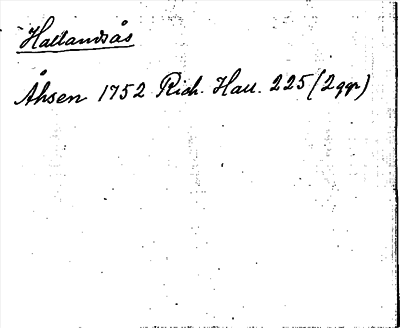 Hallandsås
Åhsen 1752 Rich. Hall. 225 (2 ggr)